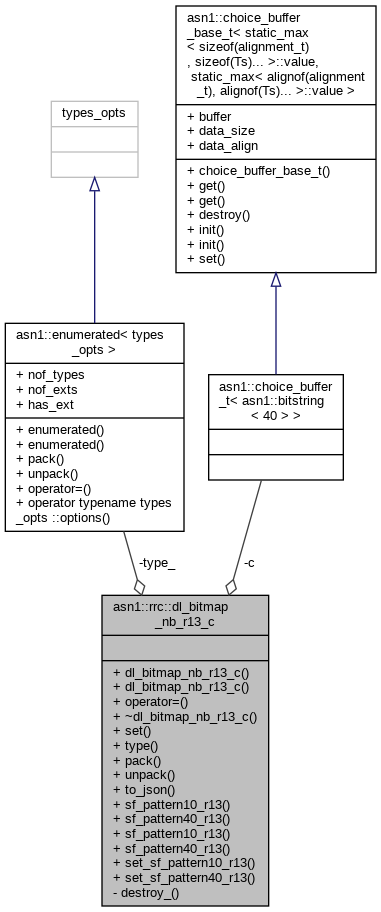 asn1::choice_buffer
_base_t< static_max
< sizeof(alignment_t)
, sizeof(Ts)... >::value,
static_max< alignof(alignment
_t), alignof(Ts)... >::value >
+ buffer
+ data_size
+ data_align
+ choice_buffer_base_t()
+ get()
+ get()
+ destroy()
+ init()
+ init()
+ set()
types_opts
asn1::enumerated< types
_opts >
+ nof_types
+ nof_exts
+ has_ext
+ enumerated()
+ enumerated()
+ pack()
+ unpack()
+ operator=()
+ operator typename types
_opts ::options()
asn1::choice_buffer
_t< asn1::bitstring
< 40 > >
-type_
-c
asn1::rrc::dl_bitmap
_nb_r13_c
+ dl_bitmap_nb_r13_c()
+ dl_bitmap_nb_r13_c()
+ operator=()
+ ~dl_bitmap_nb_r13_c()
+ set()
+ type()
+ pack()
+ unpack()
+ to_json()
+ sf_pattern10_r13()
+ sf_pattern40_r13()
+ sf_pattern10_r13()
+ sf_pattern40_r13()
+ set_sf_pattern10_r13()
+ set_sf_pattern40_r13()
- destroy_()